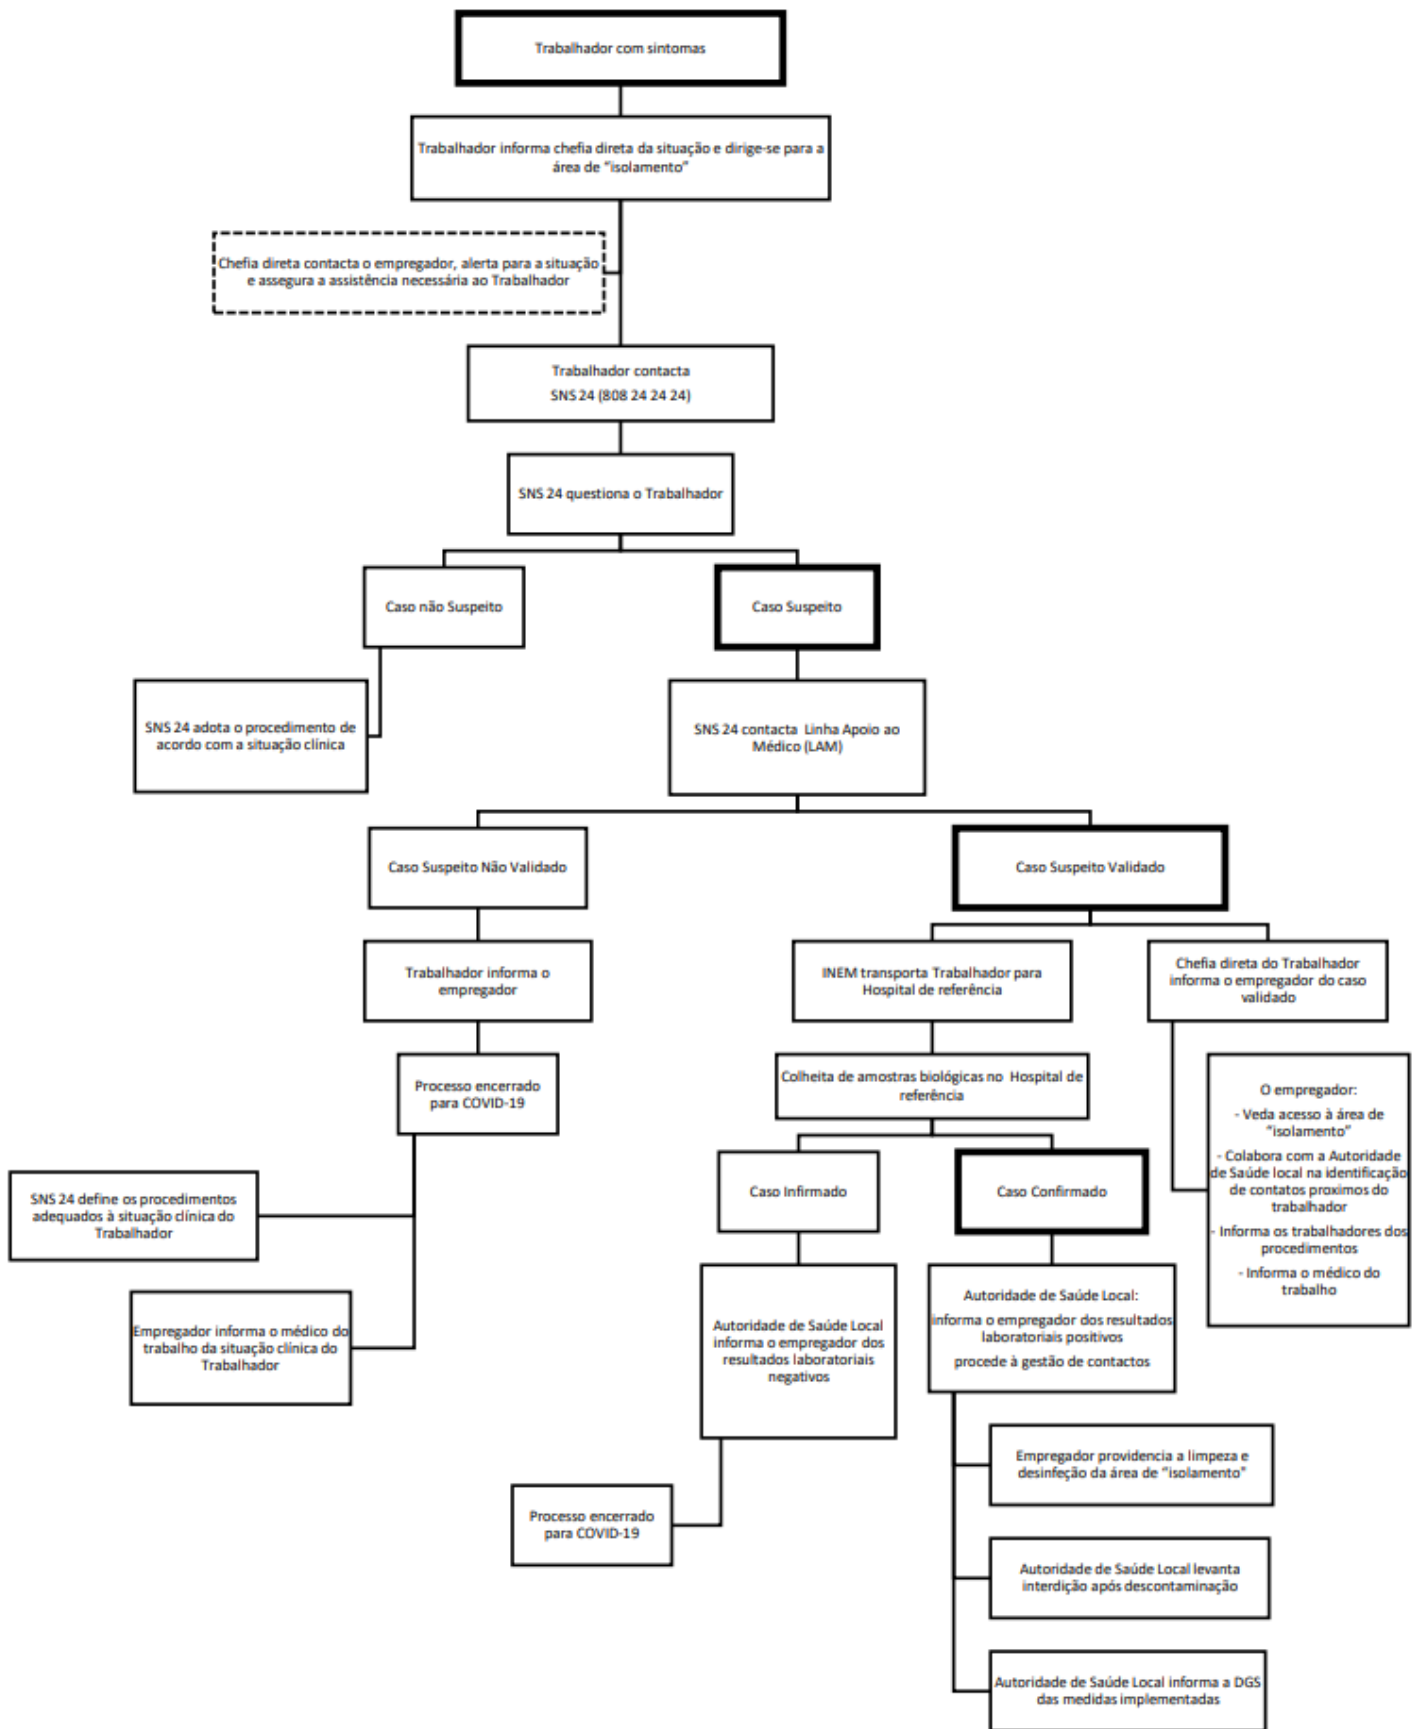 Trabalhador com sintomas
Trabalhador informa chefia direta da situação e dirige-se para a
área de “isolamento”
Chefia direta contacta o empregador, alerta para a situação
e assegura a assistência necessária ao Trabalhador
Trabalhador contacta
SNS 24 (808 24 24 24)
SNS 24 questiona o Trabalhador
Caso não Suspeito
Caso Suspeito
SNS 24 adota o procedimento de
acordo com a situação clínica
SNS 24 contacta Linha Apoio ao
Médico (LAM)
Caso Suspeito Não Validado
Caso Suspeito Validado
Trabalhador informa o
empregador
INEM transporta Trabalhador para
Hospital de referência
Chefia direta do Trabalhador
informa o empregador do caso
validado
Processo encerrado
para COVID-19
Colheita de amostras biológicas no Hospital de
referência
O empregador:
- Veda acesso à área de
“isolamento”
- Colabora com a Autoridade
de Saúde local na identificação
de contatos proximos do
trabalhador
- Informa os trabalhadores dos
procedimentos
- Informa o médico do
trabalho
SNS 24 define os procedimentos
adequados à situação clínica do
Trabalhador
Caso Infirmado
Caso Confirmado
Empregador informa o médico do
trabalho da situação clínica do
Trabalhador
Autoridade de Saúde Local
informa o empregador dos
resultados laboratoriais
negativos
Autoridade de Saúde Local:
informa o empregador dos resultados
laboratoriais positivos
procede à gestão de contactos
Processo encerrado
para COVID-19
Empregador providencia a limpeza e
desinfeção da área de “isolamento”
Autoridade de Saúde Local levanta
interdição após descontaminação
Autoridade de Saúde Local informa a DGS
das medidas implementadas